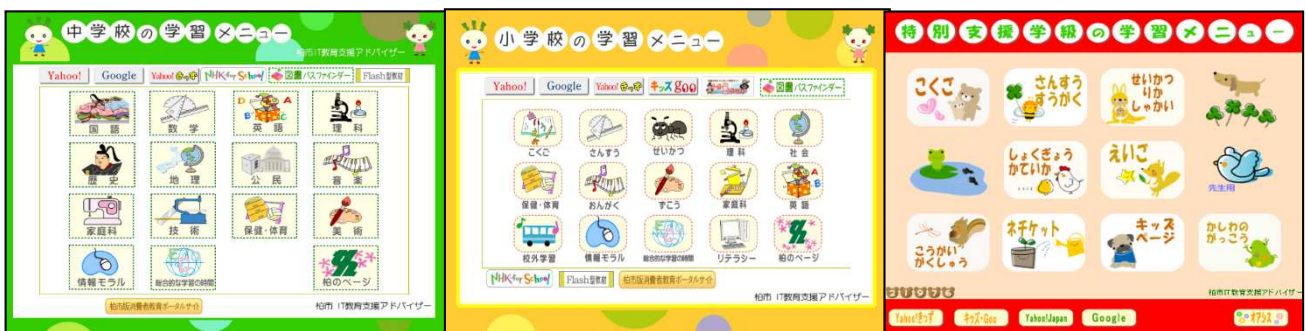 中学校の学習メニュー
柏市IT教育支援アドバイザー
Yahoo! Google Yahoo!きっず NHK for School 図書パスファインダー Flash型教材
国語 数学 英語 理科
歴史 地理 公民 音楽
家庭科 技術 保健・体育 美術
情報モラル 総合的な学習の時間 柏のページ
柏市版消費者教育ポータルサイト
柏市 IT教育支援アドバイザー
小学校の学習メニュー
Yahoo! Google Yahoo!きっず キッズgoo 図書パスファインダー
こくご さんすう せいかつ 理科 社会
保健・体育 おんがく ずこう 家庭科 英語
校外学習 情報モラル 総合的な学習の時間 リテラシー 柏のページ
NHK for School Flash型教材 柏市版消費者教育ポータルサイト
柏市 IT教育支援アドバイザー
特別支援学級の学習メニュー
こくご
さんすう
すうがく
せいかつ
りか
しゃかい
しょくぎょう
かていか
えいご
先生用
こうがい
がくしゅう
ネチケット
キッズ
ページ
かしわの
がっこう
柏市IT教育支援アドバイザー
Yahoo!きっず キッズ・Goo Yahoo!Japan Google オアシス